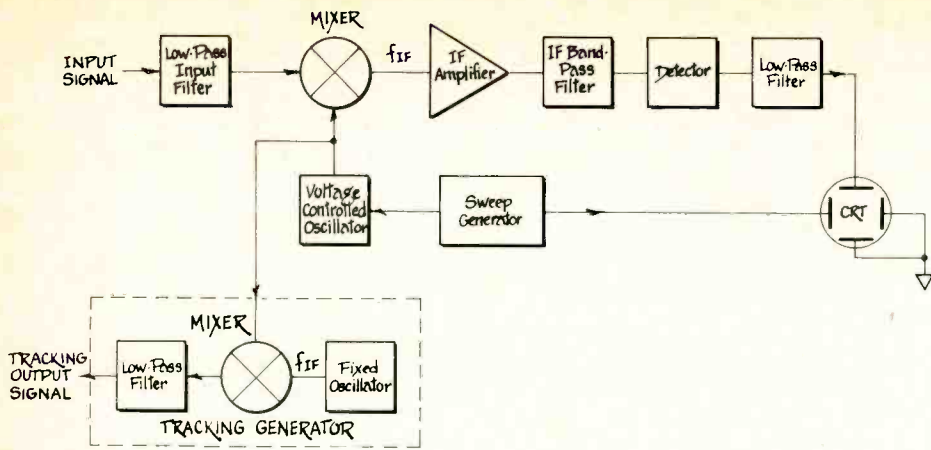 MIXER
INPUT
SIGNAL
Low-Pass
Input
Filter
fIF
IF
Amplifier
IF Band-
Pass
Filter
Detector
Low-Pass
Filter
Voltage
Controlled
Oscillator
Sweep
Generator
CRT
MIXER
TRACKING
OUTPUT
SIGNAL
Low-Pass
Filter
fIF
Fixed
Oscillator
TRACKING GENERATOR